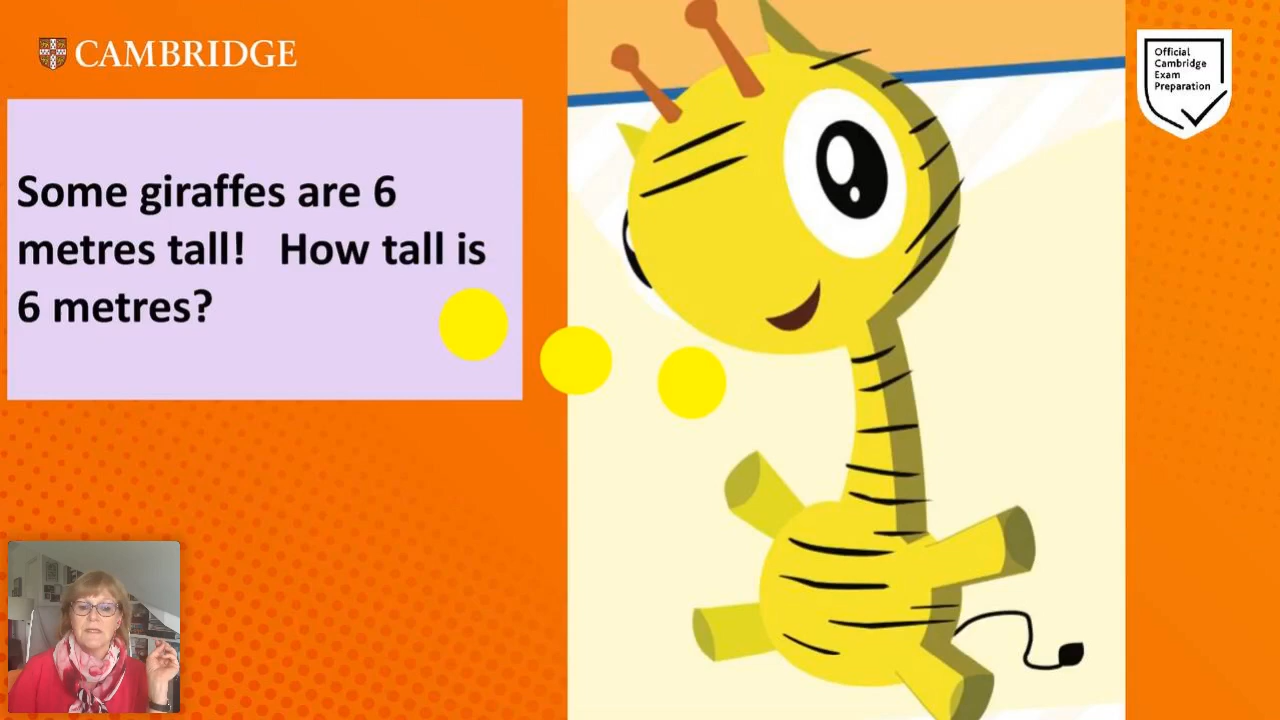 CAMBRIDGE
Official
Cambridge
Exam
Preparation
Some giraffes are 6
metres tall! How tall is
6 metres?